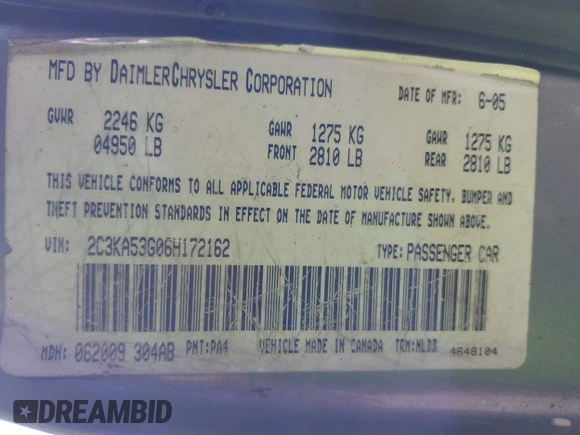 MFD BY DAIMLERCHRYSLER CORPORATION
DATE OF MFR: 6-05
GVWR 2246 KG GAWR 1275 KG GAWR 1275 KG
04950 LB FRONT 2810 LB REAR 2810 LB
THIS VEHICLE CONFORMS TO ALL APPLICABLE FEDERAL MOTOR VEHICLE SAFETY, BUMPER AND
THEFT PREVENTION STANDARDS IN EFFECT ON THE DATE OF MANUFACTURE SHOWN ABOVE.
VIN: 2C3KA53G06H172162 TYPE: PASSENGER CAR
MDH: 062009 304AB PNT:PA4 VEHICLE MADE IN CANADA TRM:NLDB
4648104
DREAMBID